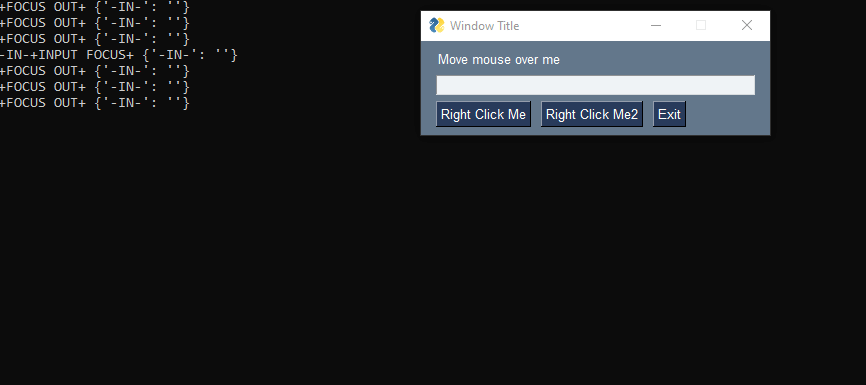 +FOCUS OUT+ {'-IN-': ''}
+FOCUS OUT+ {'-IN-': ''}
+FOCUS OUT+ {'-IN-': ''}
-IN-+INPUT FOCUS+ {'-IN-': ''}
+FOCUS OUT+ {'-IN-': ''}
+FOCUS OUT+ {'-IN-': ''}
+FOCUS OUT+ {'-IN-': ''}
Window Title
Move mouse over me
Right Click Me Right Click Me2 Exit